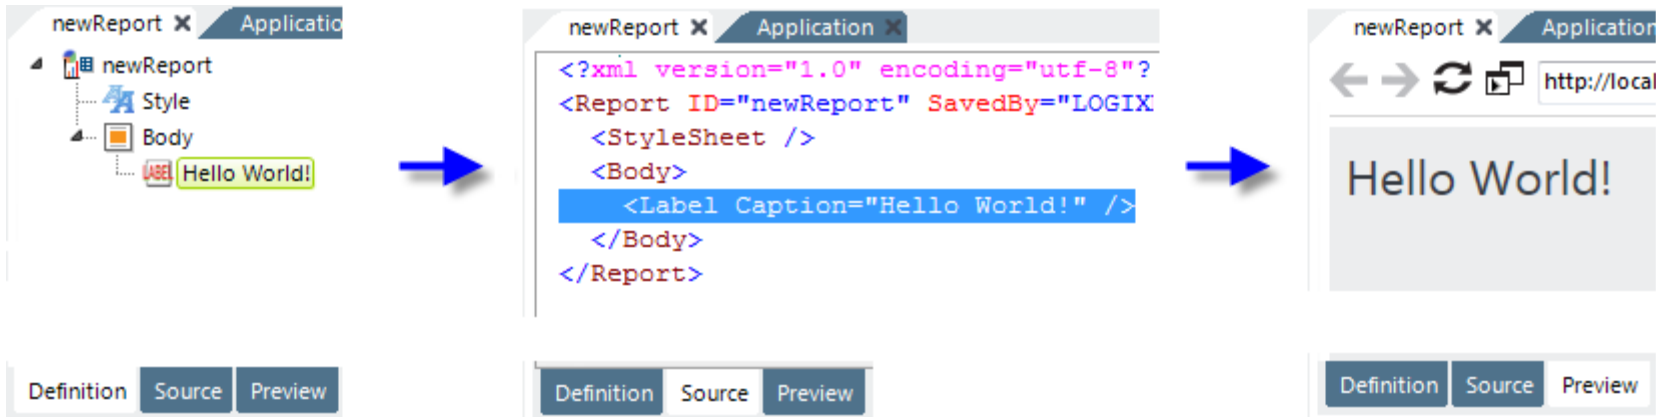 newReport Applicatio
newReport
Style
Body
LABEL Hello World!
Definition Source Preview
newReport Application
<?xml version="1.0" encoding="utf-8"?
<Report ID="newReport" SavedBy="LOGIX
<StyleSheet />
<Body>
<Label Caption="Hello World!" />
</Body>
</Report>
Definition Source Preview
newReport Application
http://local
Hello World!
Definition Source Preview